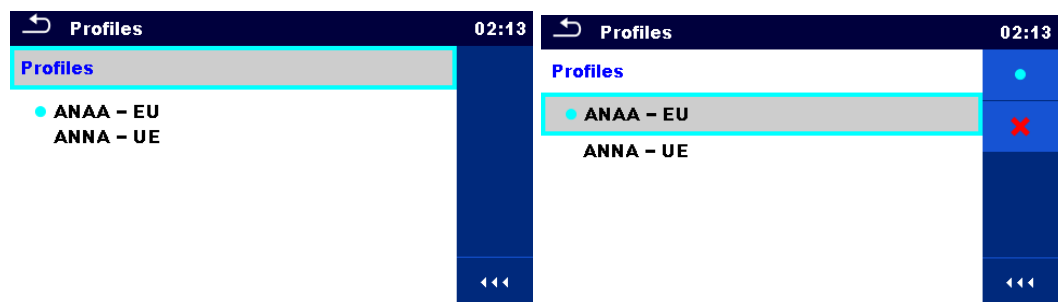 Profiles 02:13
Profiles
ANAA – EU
ANNA – UE
Profiles 02:13
Profiles
ANAA – EU
ANNA – UE